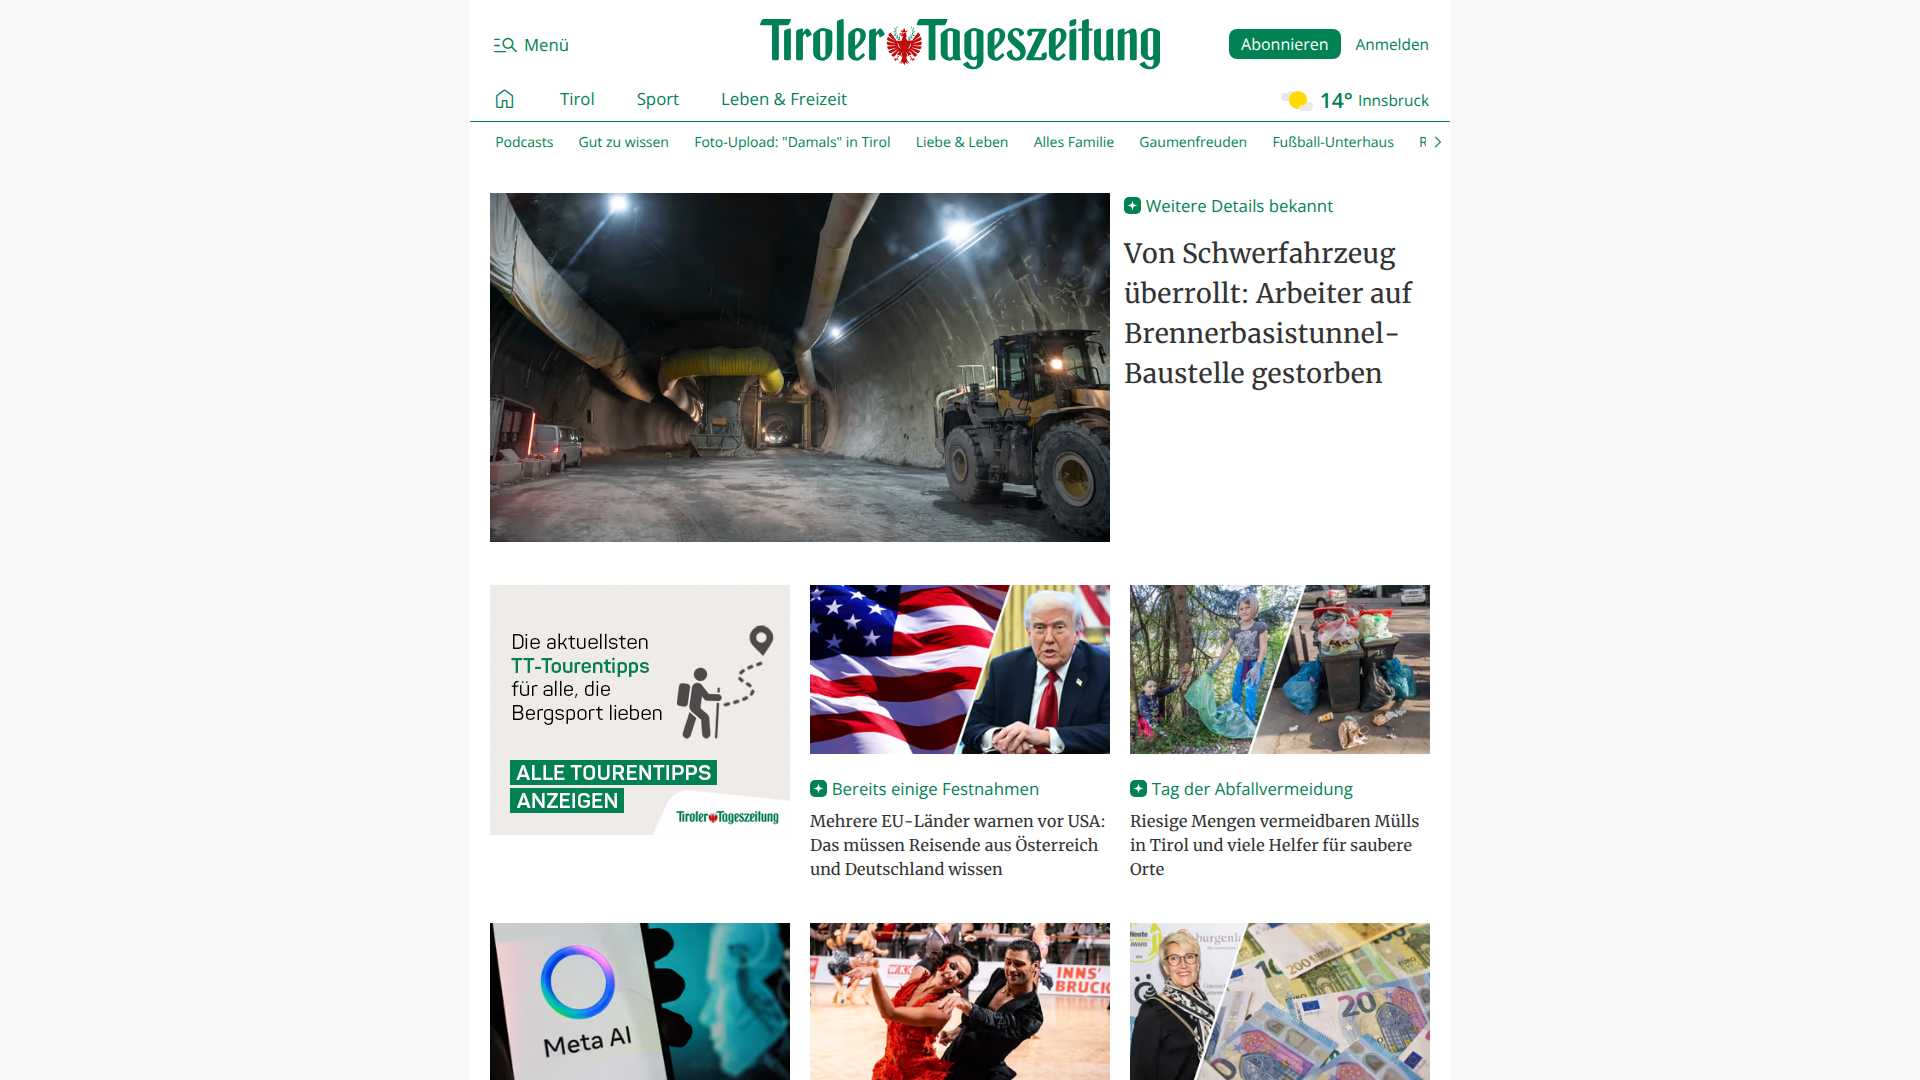 Menü
Tiroler Tageszeitung
Abonnieren
Anmelden
Tirol
Sport
Leben & Freizeit
14° Innsbruck
Podcasts
Gut zu wissen
Foto-Upload: "Damals" in Tirol
Liebe & Leben
Alles Familie
Gaumenfreuden
Fußball-Unterhaus
Weitere Details bekannt
Von Schwerfahrzeug
überrollt: Arbeiter auf
Brennerbasistunnel-
Baustelle gestorben
Die aktuellsten
TT-Tourentipps
für alle, die
Bergsport lieben
ALLE TOURENTIPPS
ANZEIGEN
Tiroler Tageszeitung
Bereits einige Festnahmen
Mehrere EU-Länder warnen vor USA:
Das müssen Reisende aus Österreich
und Deutschland wissen
Tag der Abfallvermeidung
Riesige Mengen vermeidbaren Mülls
in Tirol und viele Helfer für saubere
Orte
Meta AI
WKK
INNS'
BRUCK
200
20